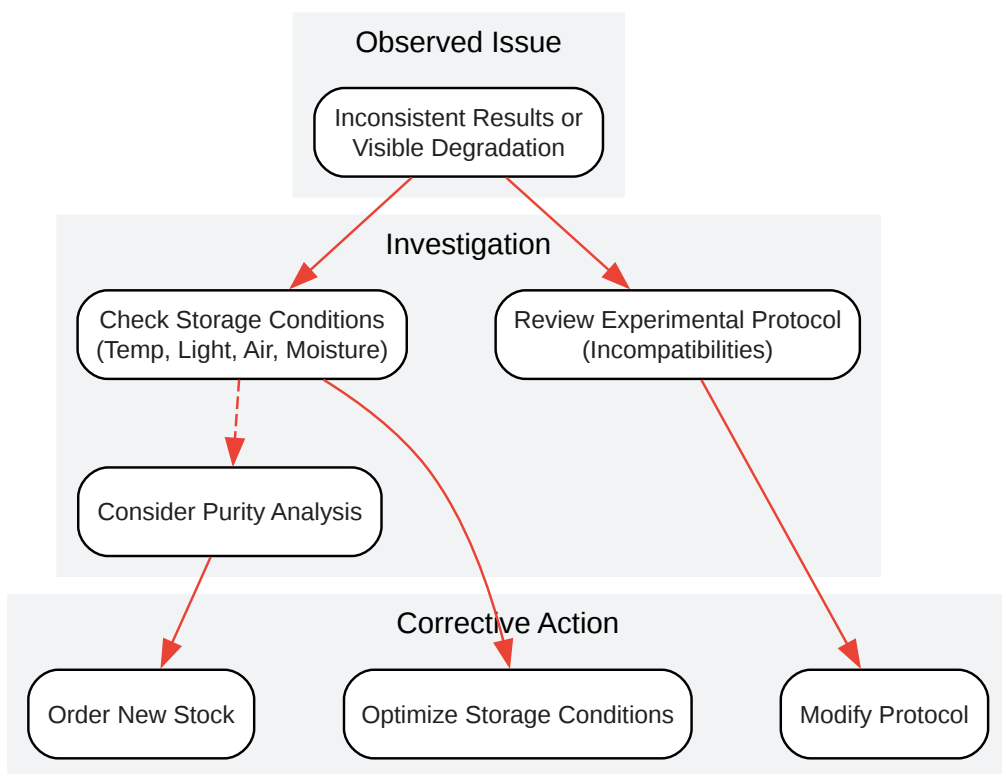 Observed Issue
Inconsistent Results or
Visible Degradation
Investigation
Check Storage Conditions
(Temp, Light, Air, Moisture)
Review Experimental Protocol
(Incompatibilities)
Consider Purity Analysis
Corrective Action
Order New Stock
Optimize Storage Conditions
Modify Protocol